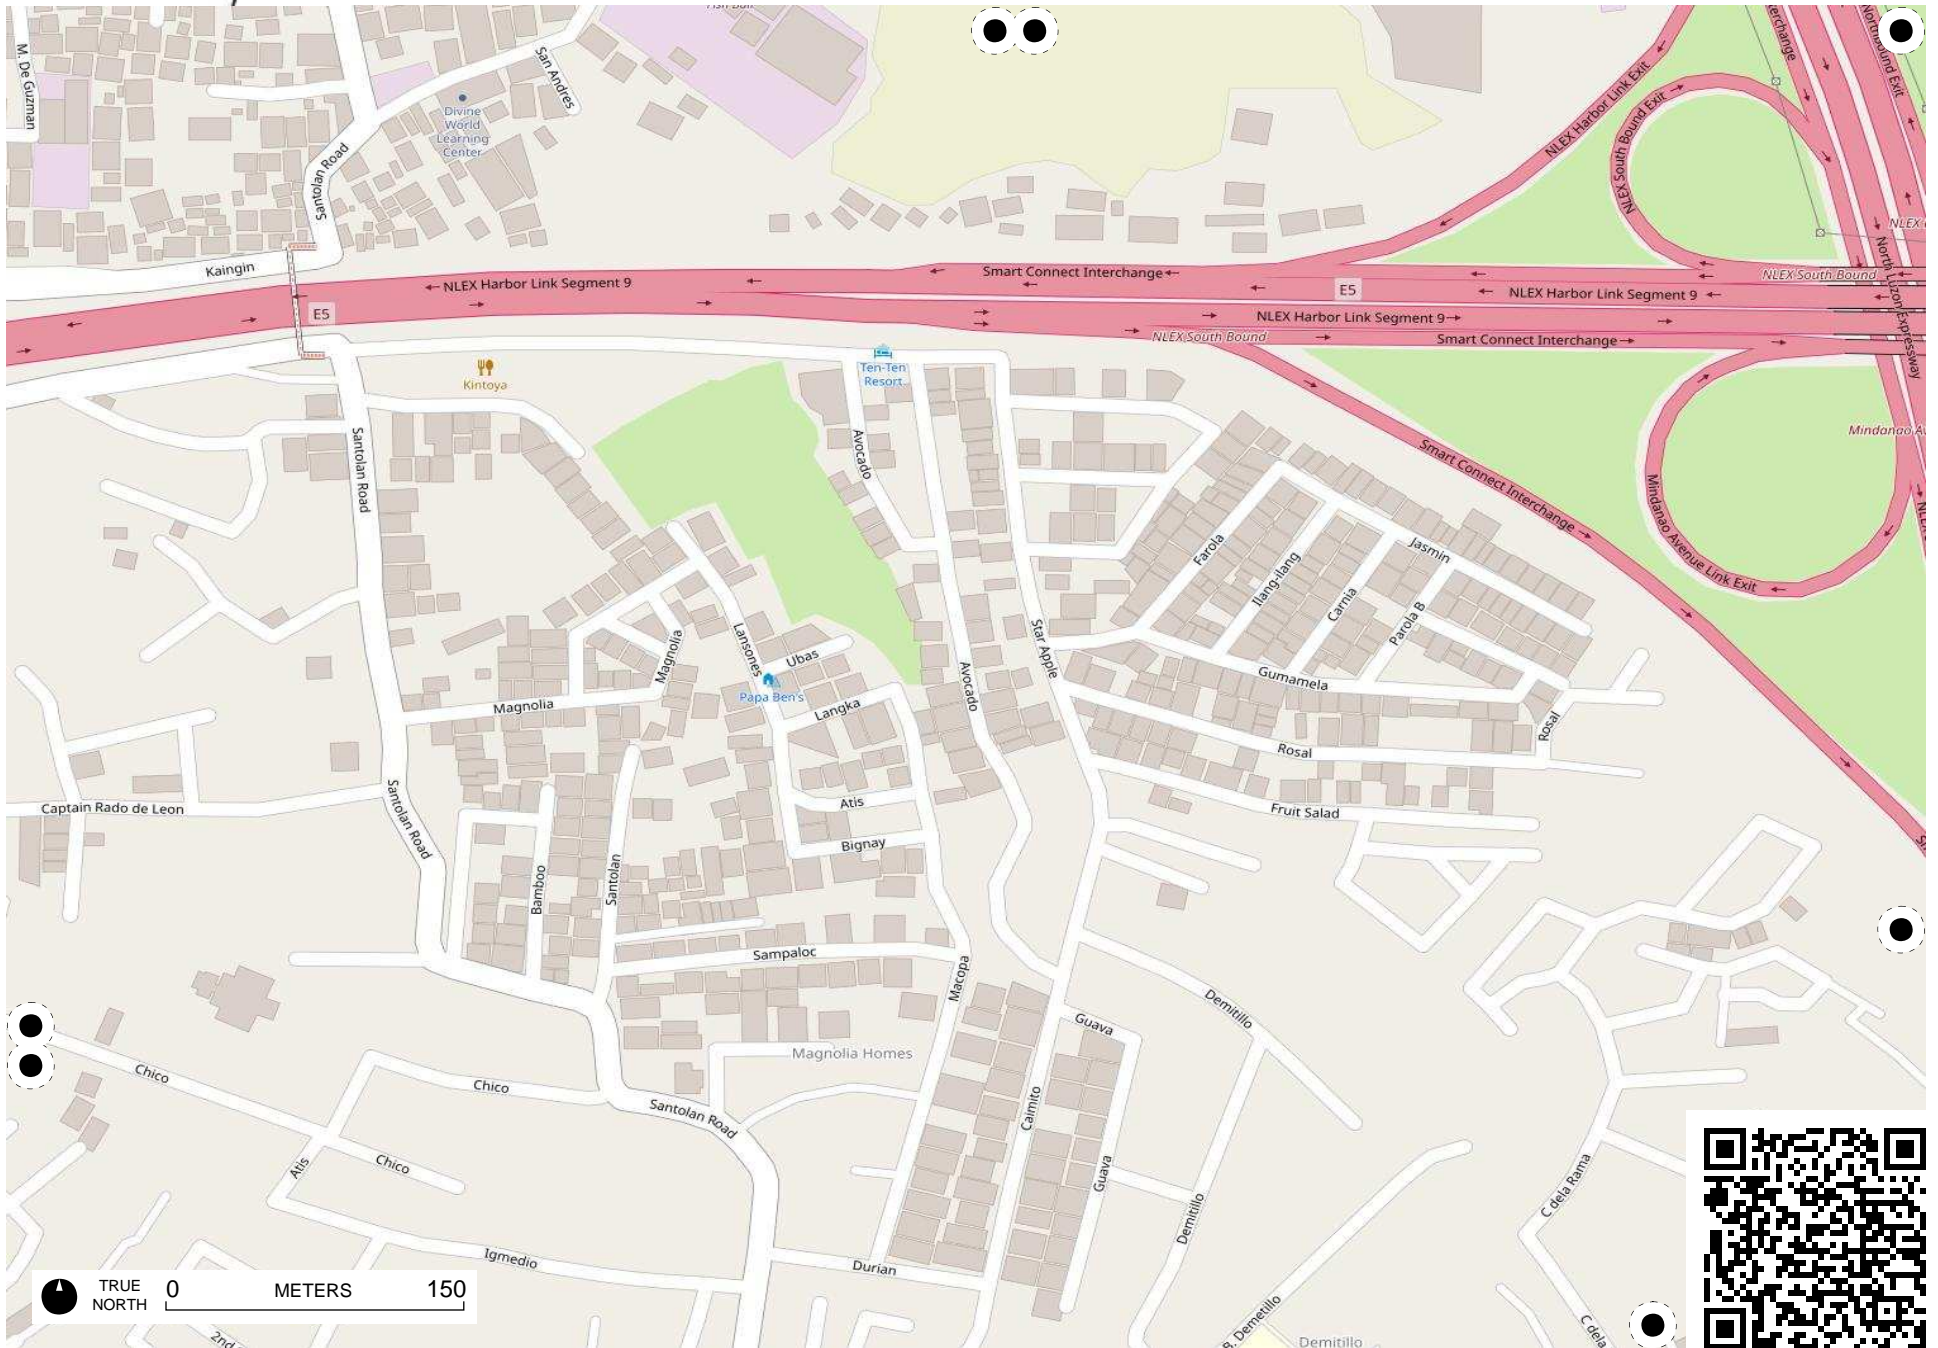 Fish Ball
M. De Guzman
San Andres
Divine
World
Learning
Center
Santolan Road
Kaingin
NLEX Harbor Link Exit
NLEX South Bound Exit
Northbound Exit
Smart Connect Interchange
NLEX South Bound
NLEX Harbor Link Segment 9
E5
NLEX Harbor Link Segment 9
E5
NLEX Harbor Link Segment 9
NLEX South Bound
Smart Connect Interchange
North Luzon Expressway
Kintoya
Ten-Ten
Resort
Santolan Road
Avocado
Smart Connect Interchange
Mindanao Avenue Link Exit
Farola
Ilang-ilang
Jasmin
Carnia
Parola B
Magnolia
Lansones
Ubas
Star Apple
Papa Ben's
Avocado
Gumamela
Magnolia
Langka
Rosal
Rosal
Captain Rado de Leon
Santolan Road
Atis
Fruit Salad
Bignay
Bamboo
Santolan
Sampaloc
Macopa
Demitillo
Guava
Magnolia Homes
Chico
Chico
Santolan Road
Caimito
Chico
Atis
Guava
C dela Rama
Demitillo
Igmedio
Durian
TRUE
NORTH
0 METERS 150
2nd
B. Demetillo
Demitillo
C dela